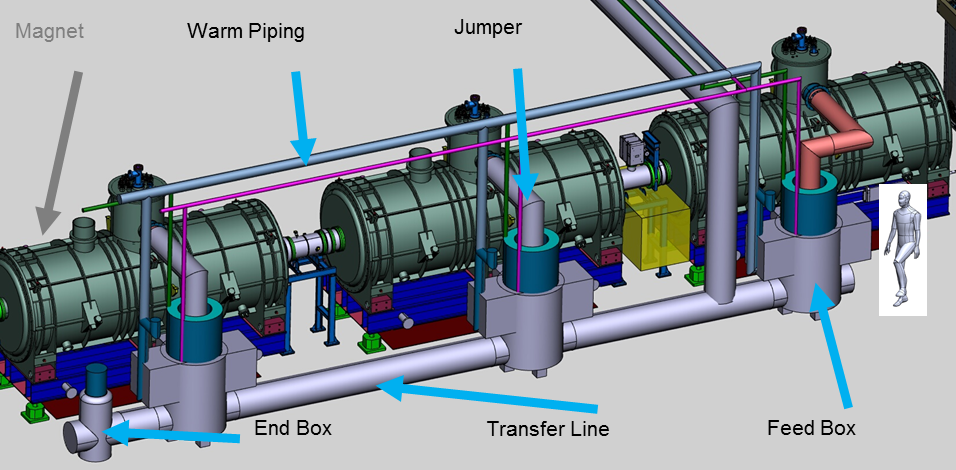 Magnet
Warm Piping
Jumper
End Box
Transfer Line
Feed Box